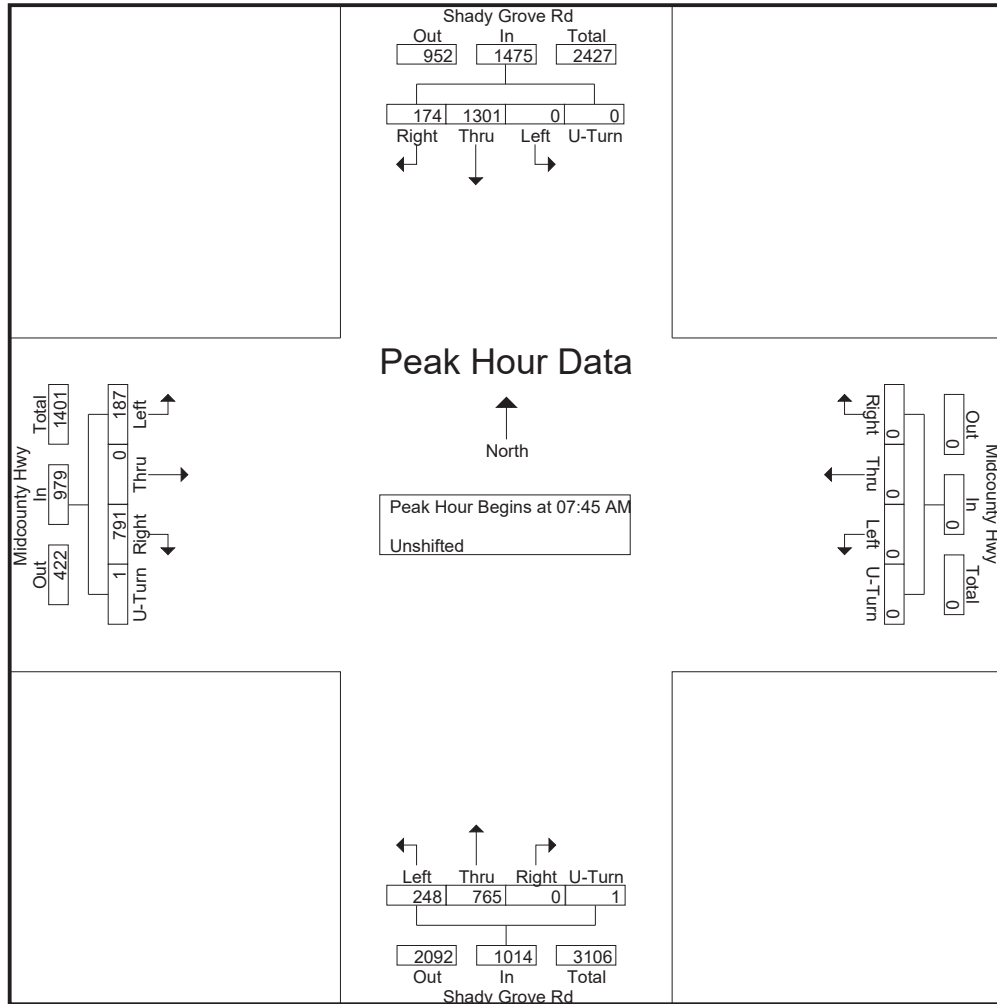 Shady Grove Rd
Out In Total
952 1475 2427
174 1301 0 0
Right Thru Left U-Turn
Peak Hour Data
North
Peak Hour Begins at 07:45 AM
Unshifted
Midcounty Hwy
Total In Out
1401 979 422
187 0 791 1
Left Thru Right U-Turn
Right Thru Left U-Turn
0 0 0 0
0 0 0
Out In Total
Midcounty Hwy
Left Thru Right U-Turn
248 765 0 1
2092 1014 3106
Out In Total
Shady Grove Rd